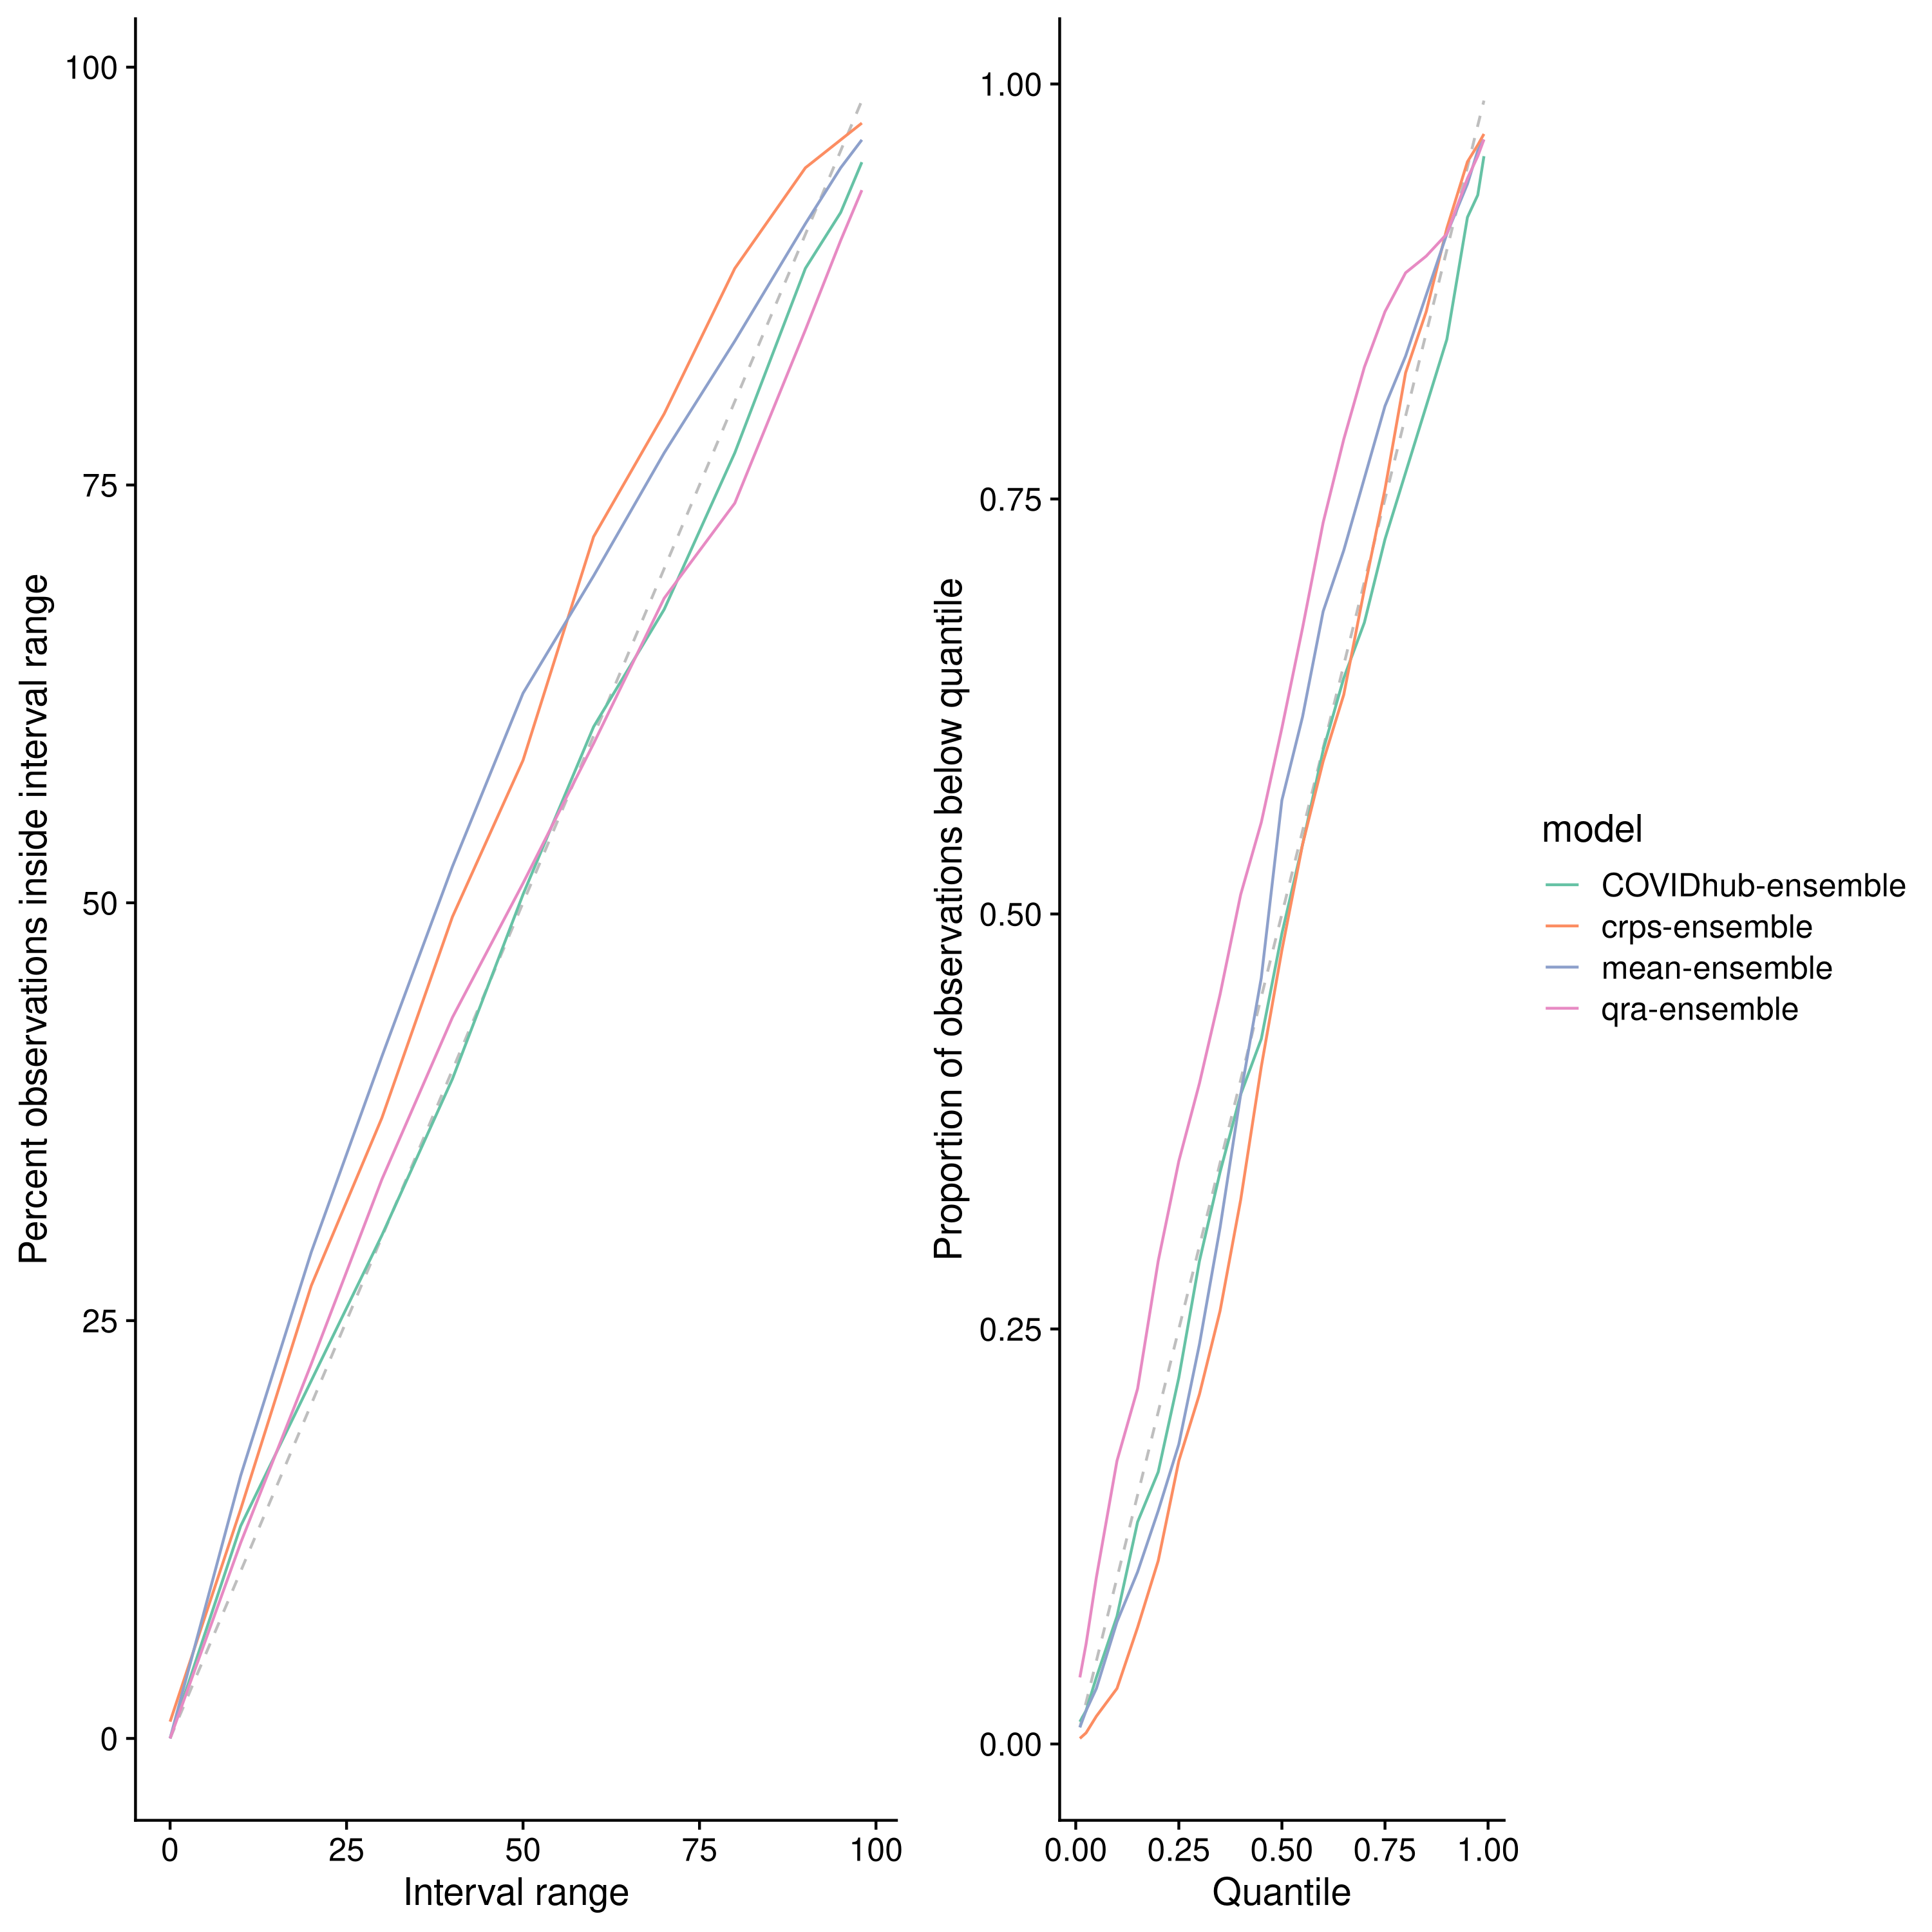 Percent observations inside interval range
100
75
50
25
0
0 25 50 75 100
Interval range
Proportion of observations below quantile
1.00
0.75
0.50
0.25
0.00
0.00 0.25 0.50 0.75 1.00
Quantile
model
COVIDhub-ensemble
crps-ensemble
mean-ensemble
qra-ensemble